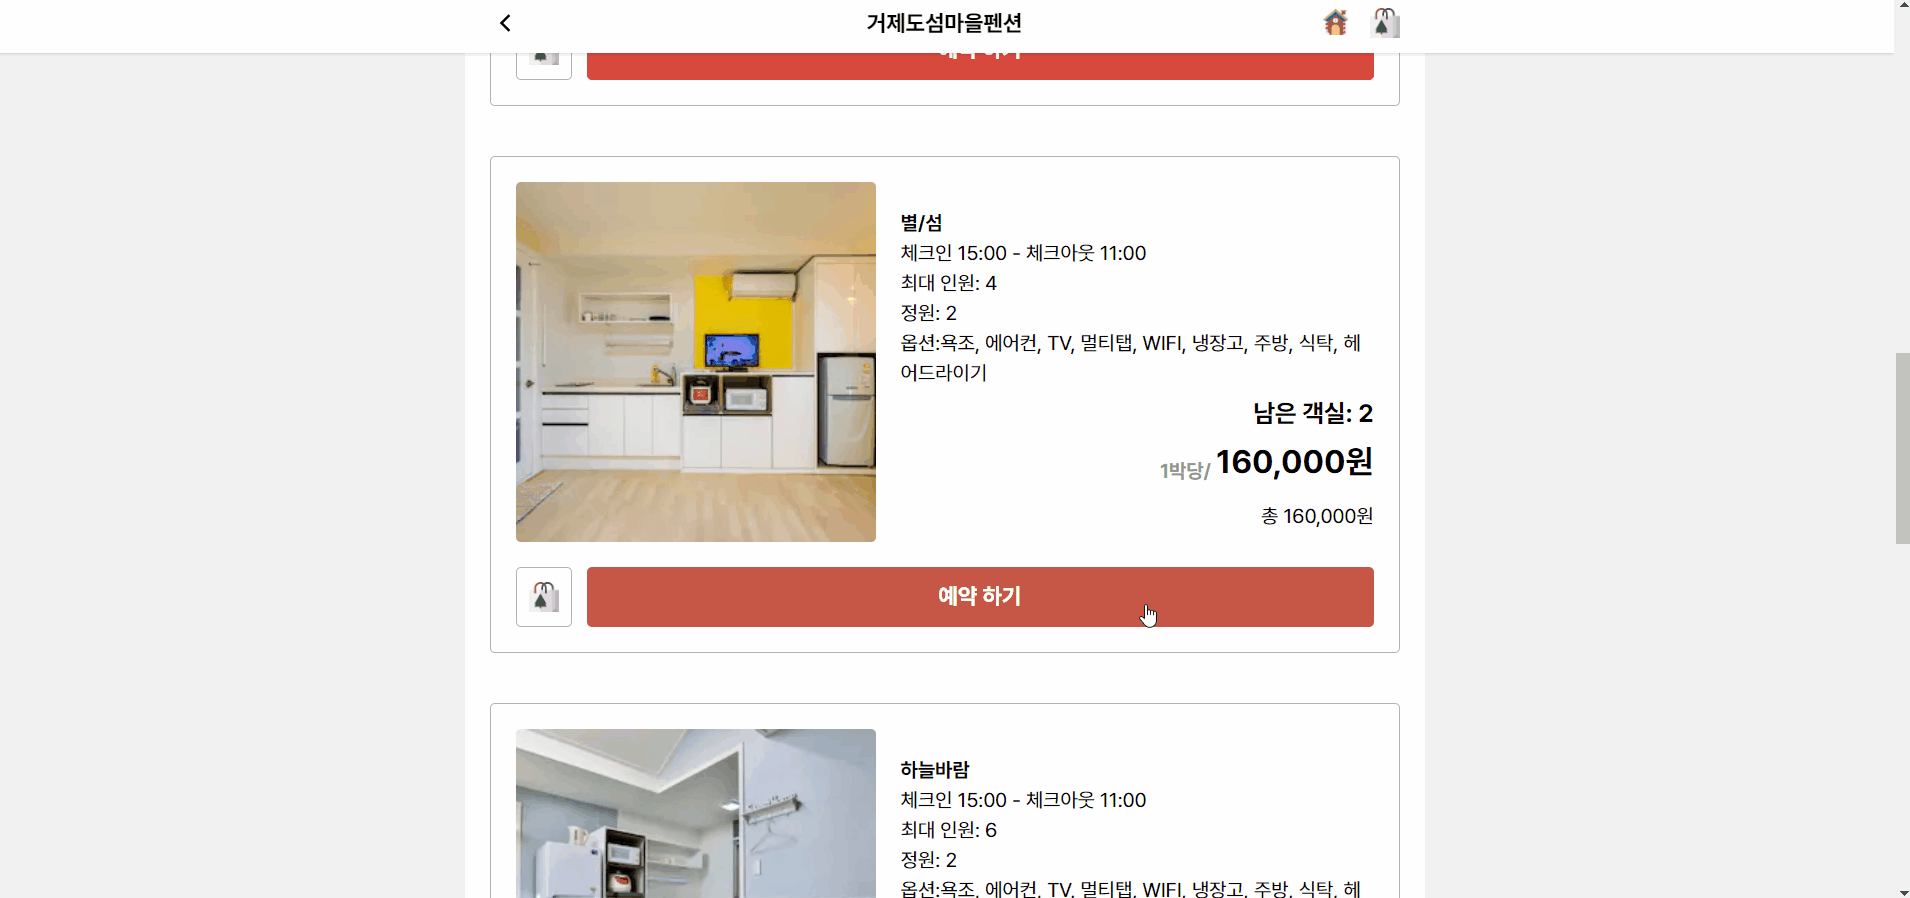 거제도섬마을펜션
예약 하기
별/섬
체크인 15:00 - 체크아웃 11:00
최대 인원: 4
정원: 2
옵션:욕조, 에어컨, TV, 멀티탭, WIFI, 냉장고, 주방, 식탁, 헤
어드라이기
남은 객실: 2
1박당/ 160,000원
총 160,000원
예약 하기
하늘바람
체크인 15:00 - 체크아웃 11:00
최대 인원: 6
정원: 2
옵션:욕조, 에어컨, TV, 멀티탭, WIFI, 냉장고, 주방, 식탁, 헤